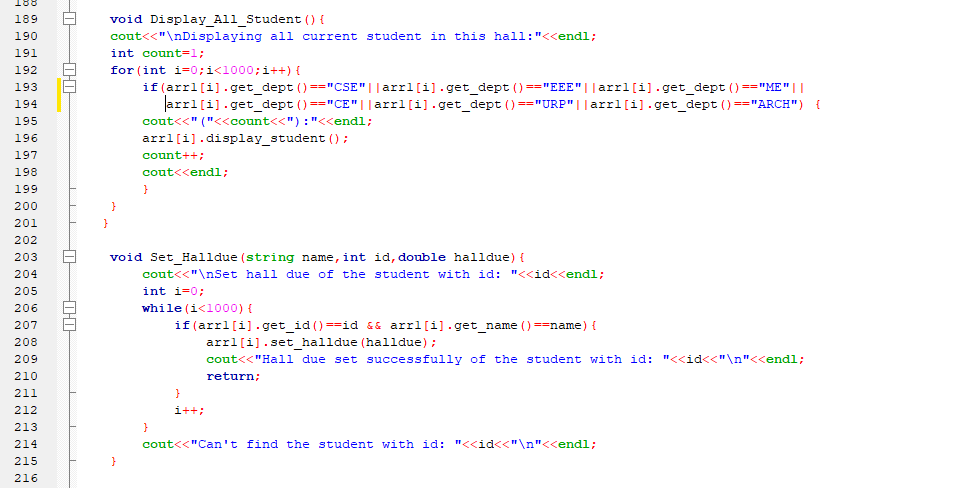 188
189 void Display_All_Student(){
190 cout<<"\nDisplaying all current student in this hall:"<<endl;
191 int count=1;
192 for(int i=0;i<1000;i++){
193 if(arr1[i].get_dept()=="CSE"||arr1[i].get_dept()=="EEE"||arr1[i].get_dept()=="ME"||
194 arr1[i].get_dept()=="CE"||arr1[i].get_dept()=="URP"||arr1[i].get_dept()=="ARCH") {
195 cout<<"("<<count<<"):"<<endl;
196 arr1[i].display_student();
197 count++;
198 cout<<endl;
199 }
200 }
201 }
202
203 void Set_Halldue(string name,int id,double halldue){
204 cout<<"\nSet hall due of the student with id: "<<id<<endl;
205 int i=0;
206 while(i<1000){
207 if(arr1[i].get_id()==id && arr1[i].get_name()==name){
208 arr1[i].set_halldue(halldue);
209 cout<<"Hall due set successfully of the student with id: "<<id<<"\n"<<endl;
210 return;
211 }
212 i++;
213 }
214 cout<<"Can't find the student with id: "<<id<<"\n"<<endl;
215 }
216